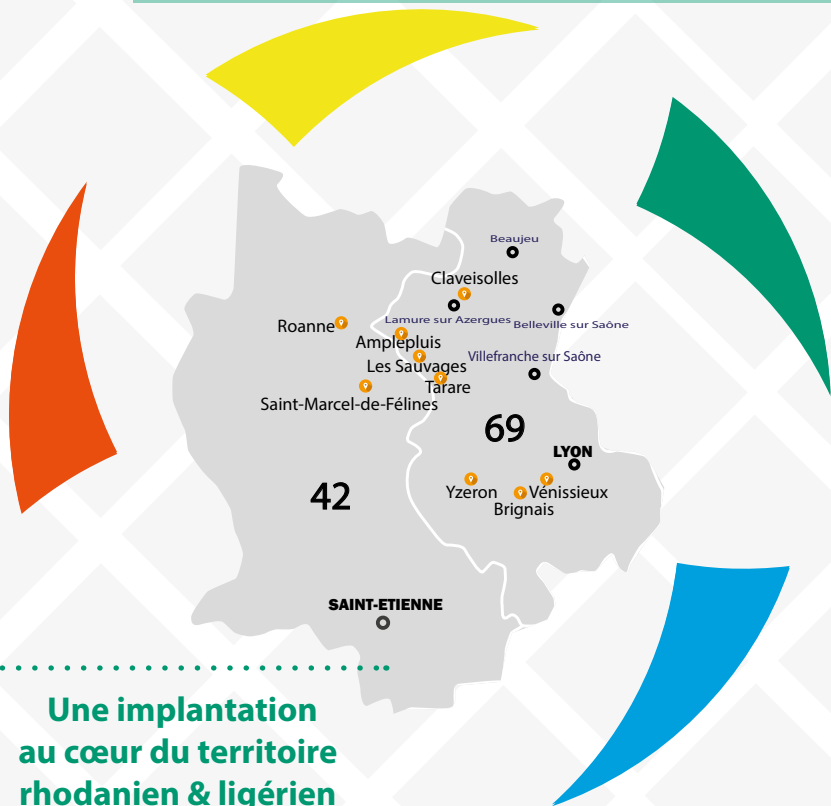 Beaujeu
Claveisolles
Lamure sur Azergues
Belleville sur Saône
Roanne
Amplepluis
Les Sauvages
Villefranche sur Saône
Tarare
Saint-Marcel-de-Félines
69
LYON
42
Yzeron
Vénissieux
Brignais
SAINT-ETIENNE
Une implantation
au cœur du territoire
rhodanien & ligérien